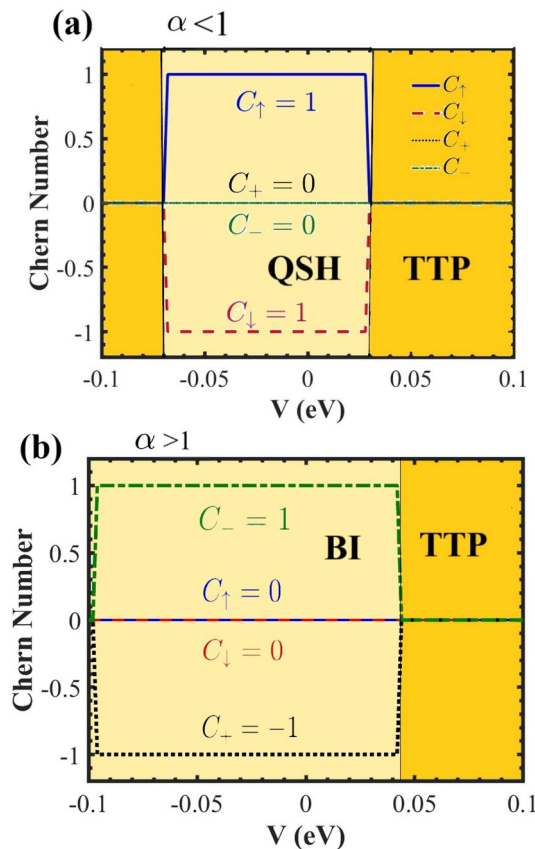 (a)
α <1
1
0.5
0
-0.5
-1
Chern Number
C↑ = 1
C+ = 0
C− = 0
C↓ = 1
QSH
TTP
C↑
C↓
C+
C−
-0.1
-0.05
0
0.05
0.1
V (eV)
(b)
α >1
1
0.5
0
-0.5
-1
Chern Number
C− = 1
C↑ = 0
C↓ = 0
C+ = −1
BI
TTP
-0.1
-0.05
0
0.05
0.1
V (eV)